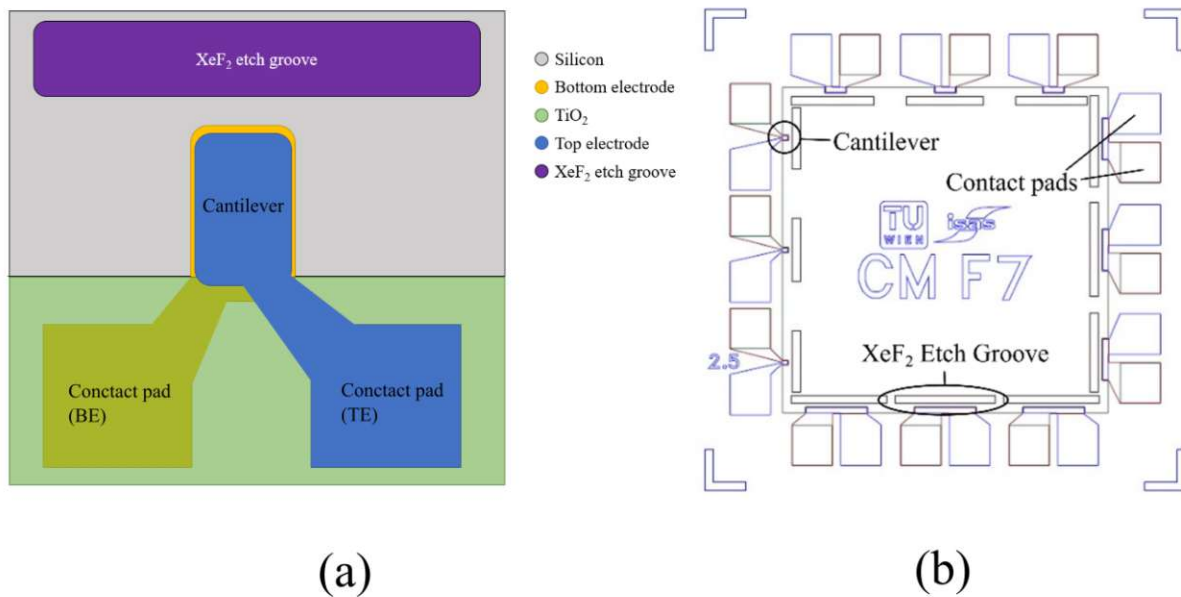 XeF₂ etch groove
Silicon
Bottom electrode
TiO₂
Top electrode
XeF₂ etch groove
Cantilever
Conctact pad
(BE)
Conctact pad
(TE)
(a)
Cantilever
Contact pads
TU
WIEN
isas
CM F7
XeF₂ Etch Groove
2.5
(b)